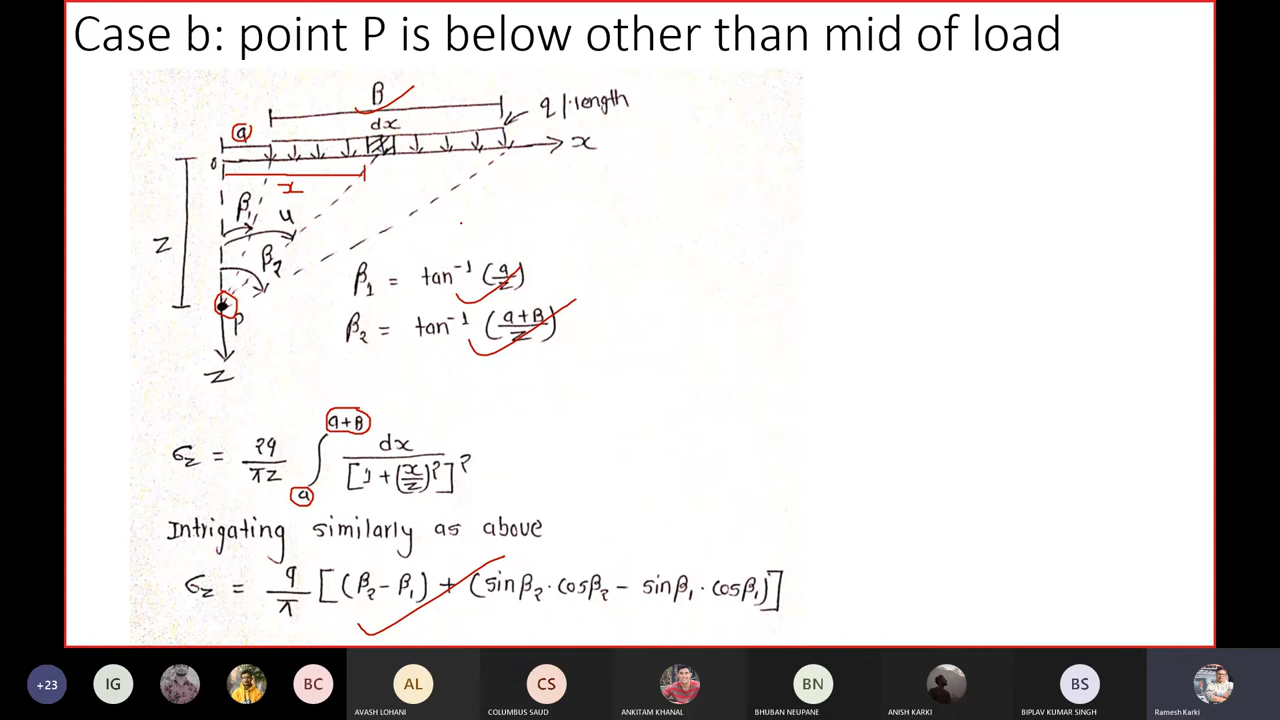 Case b: point P is below other than mid of load
B
q /length
a
dx
x
0
x
β₁
u
Z
β₂
β₁ = tan⁻¹ (a/z)
P
β₂ = tan⁻¹ (a+B/z)
Z
σz = 2q/πz ∫ₐᵃ⁺ᴮ dx/[1 + (x/z)²]²
Intrigating similarly as above
σz = q/π [(β₂ - β₁) + (sinβ₂ · cosβ₂ - sinβ₁ · cosβ₁)]
+23
IG
BC
AL
CS
BN
BS
AVASH LOHANI
COLUMBUS SAUD
ANKITAM KHANAL
BHUBAN NEUPANE
ANISH KARKI
BIPLAV KUMAR SINGH
Ramesh Karki